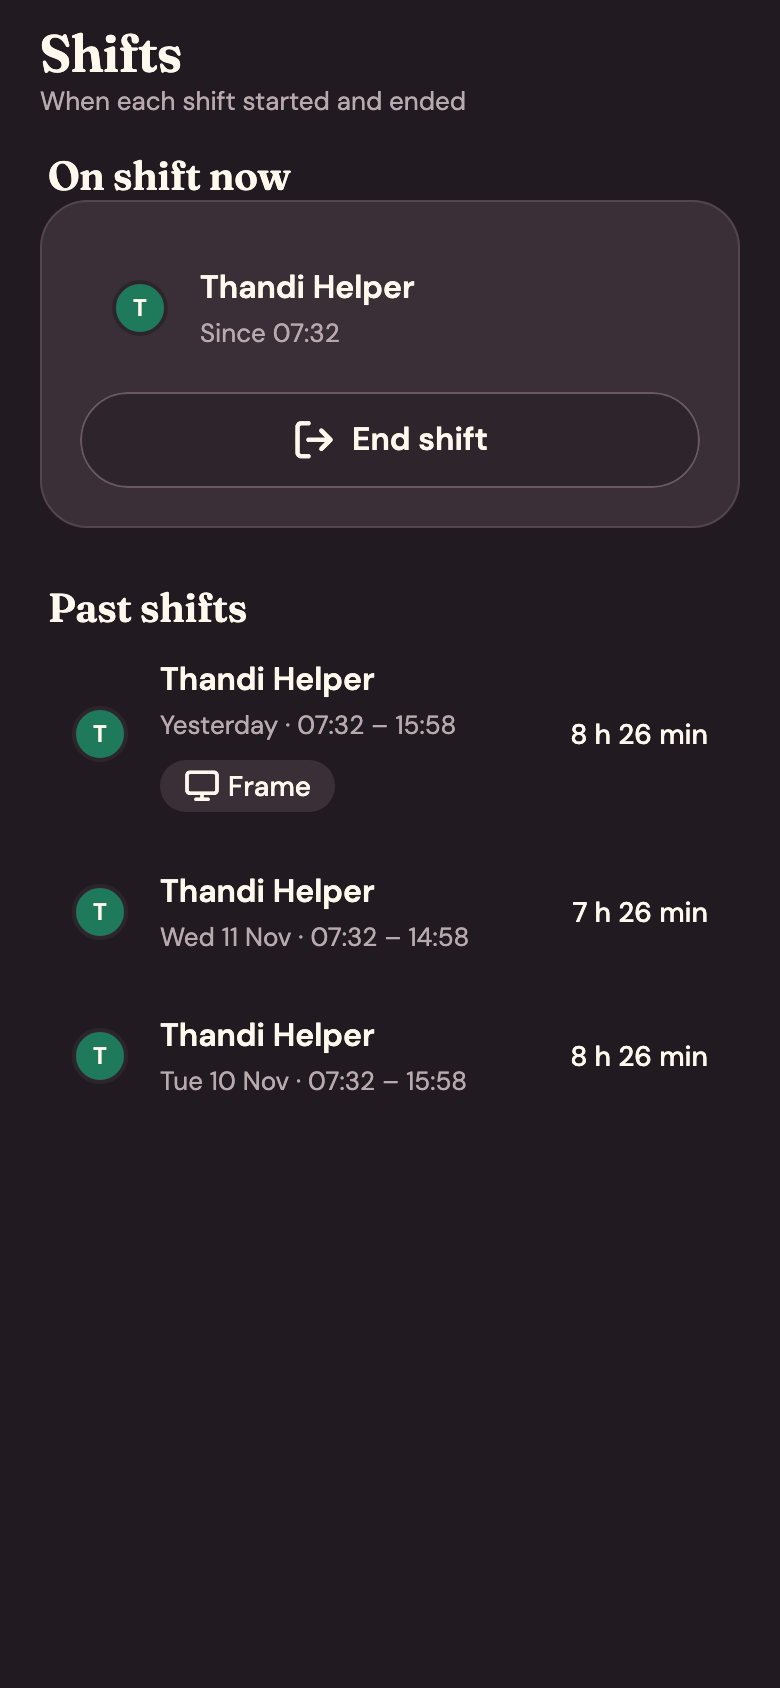 Shifts
When each shift started and ended
On shift now
T
Thandi Helper
Since 07:32
End shift
Past shifts
Thandi Helper
T
Yesterday · 07:32 – 15:58
8 h 26 min
Frame
Thandi Helper
T
7 h 26 min
Wed 11 Nov · 07:32 – 14:58
Thandi Helper
T
8 h 26 min
Tue 10 Nov · 07:32 – 15:58